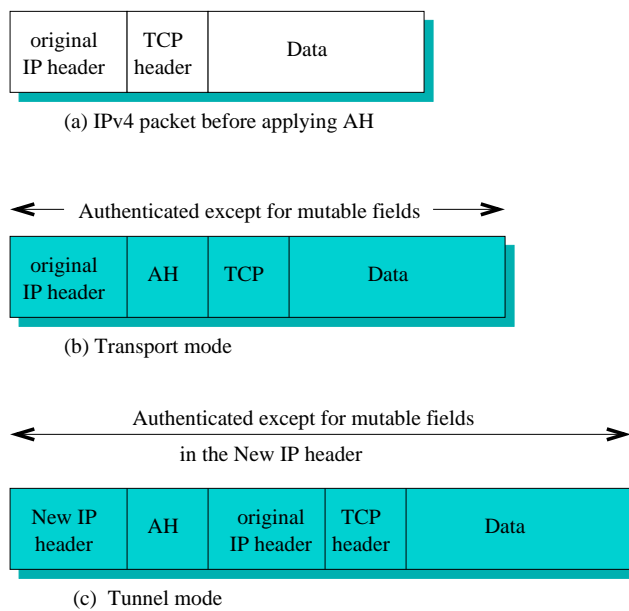 original
IP header
TCP
header
Data
(a) IPv4 packet before applying AH
Authenticated except for mutable fields
original
IP header
AH
TCP
Data
(b) Transport mode
Authenticated except for mutable fields
in the New IP header
New IP
header
AH
original
IP header
TCP
header
Data
(c) Tunnel mode